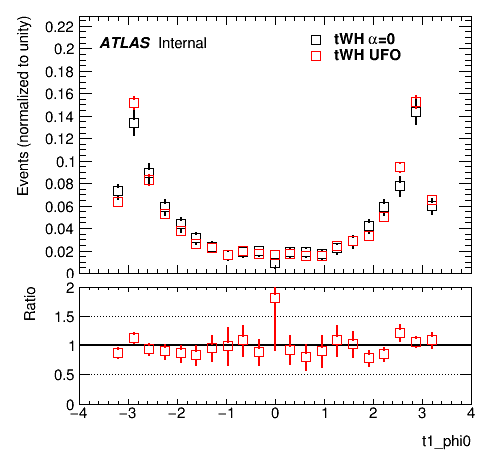 ATLAS Internal
tWH α=0
tWH UFO
Events (normalized to unity)
0.22
0.2
0.18
0.16
0.14
0.12
0.1
0.08
0.06
0.04
0.02
0
Ratio
2
1.5
1
0.5
0
−4 −3 −2 −1 0 1 2 3 4
t1_phi0